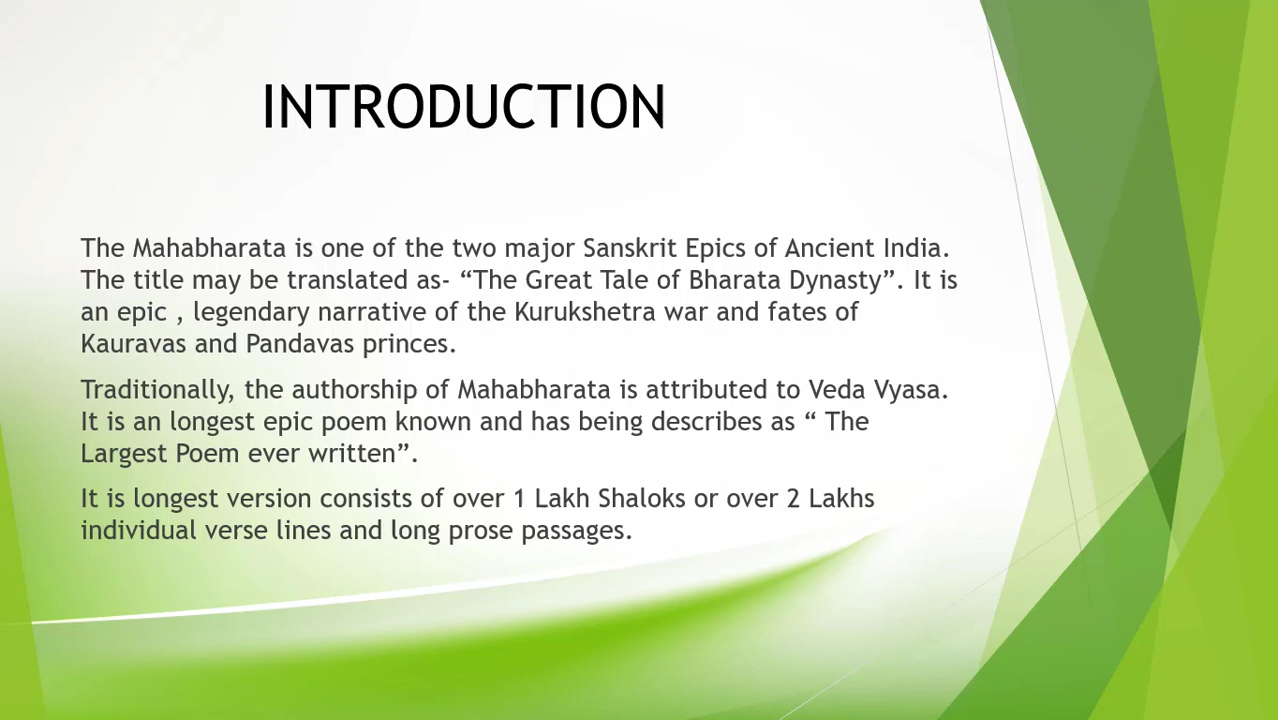 INTRODUCTION
The Mahabharata is one of the two major Sanskrit Epics of Ancient India.
The title may be translated as- “The Great Tale of Bharata Dynasty”. It is
an epic , legendary narrative of the Kurukshetra war and fates of
Kauravas and Pandavas princes.
Traditionally, the authorship of Mahabharata is attributed to Veda Vyasa.
It is an longest epic poem known and has being describes as “ The
Largest Poem ever written”.
It is longest version consists of over 1 Lakh Shaloks or over 2 Lakhs
individual verse lines and long prose passages.